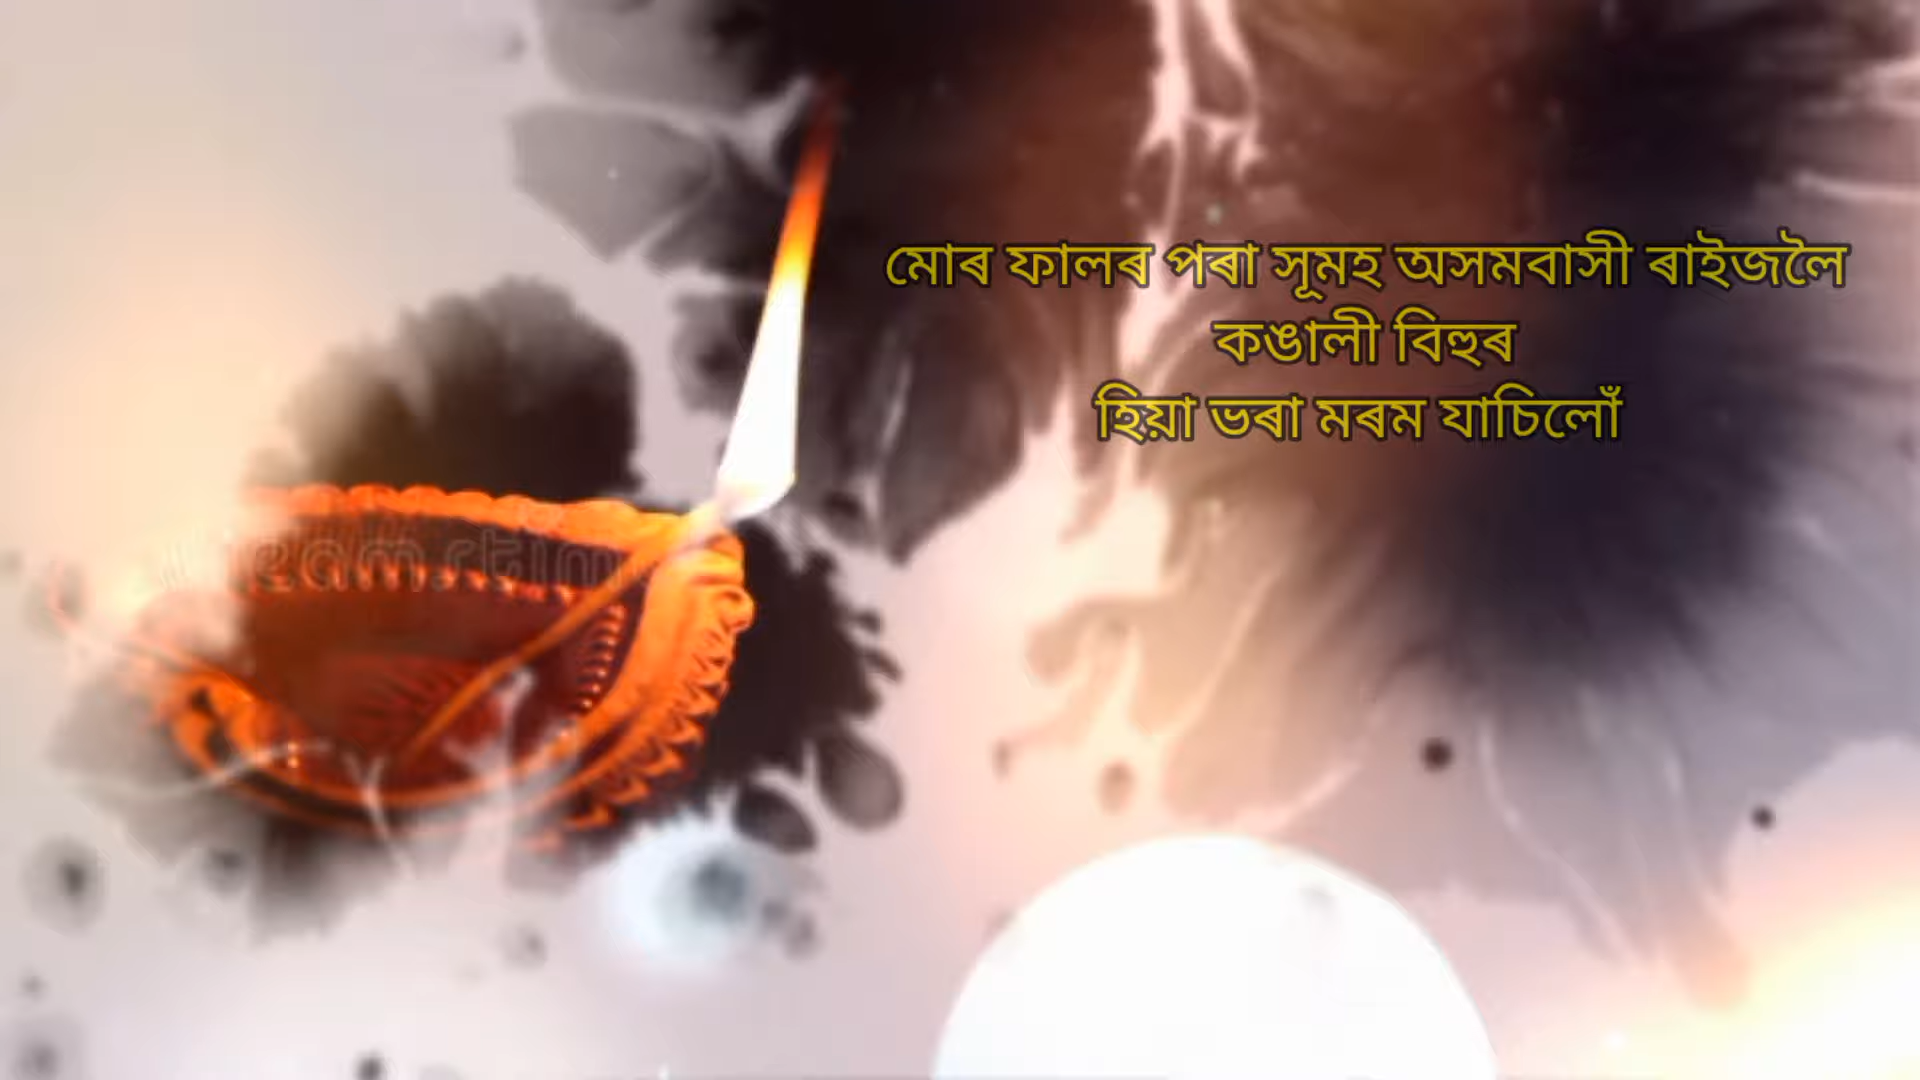 মোৰ ফালৰ পৰা সূমহ অসমবাসী ৰাইজলৈ
কঙালী বিহুৰ
হিয়া ভৰা মৰম যাচিলোঁ